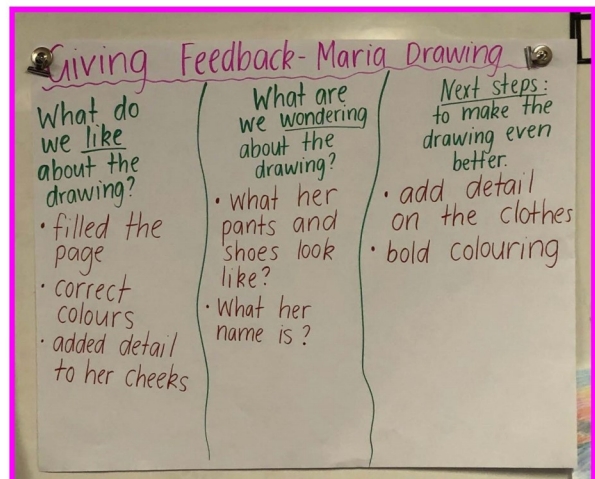 Giving Feedback - Maria Drawing
What do
we like
about the
drawing?
• filled the
page
• correct
colours
• added detail
to her cheeks
What are
we wondering
about the
drawing?
• what her
pants and
shoes look
like?
• What her
name is?
Next steps:
to make the
drawing even
better.
• add detail
on the clothes
• bold colouring